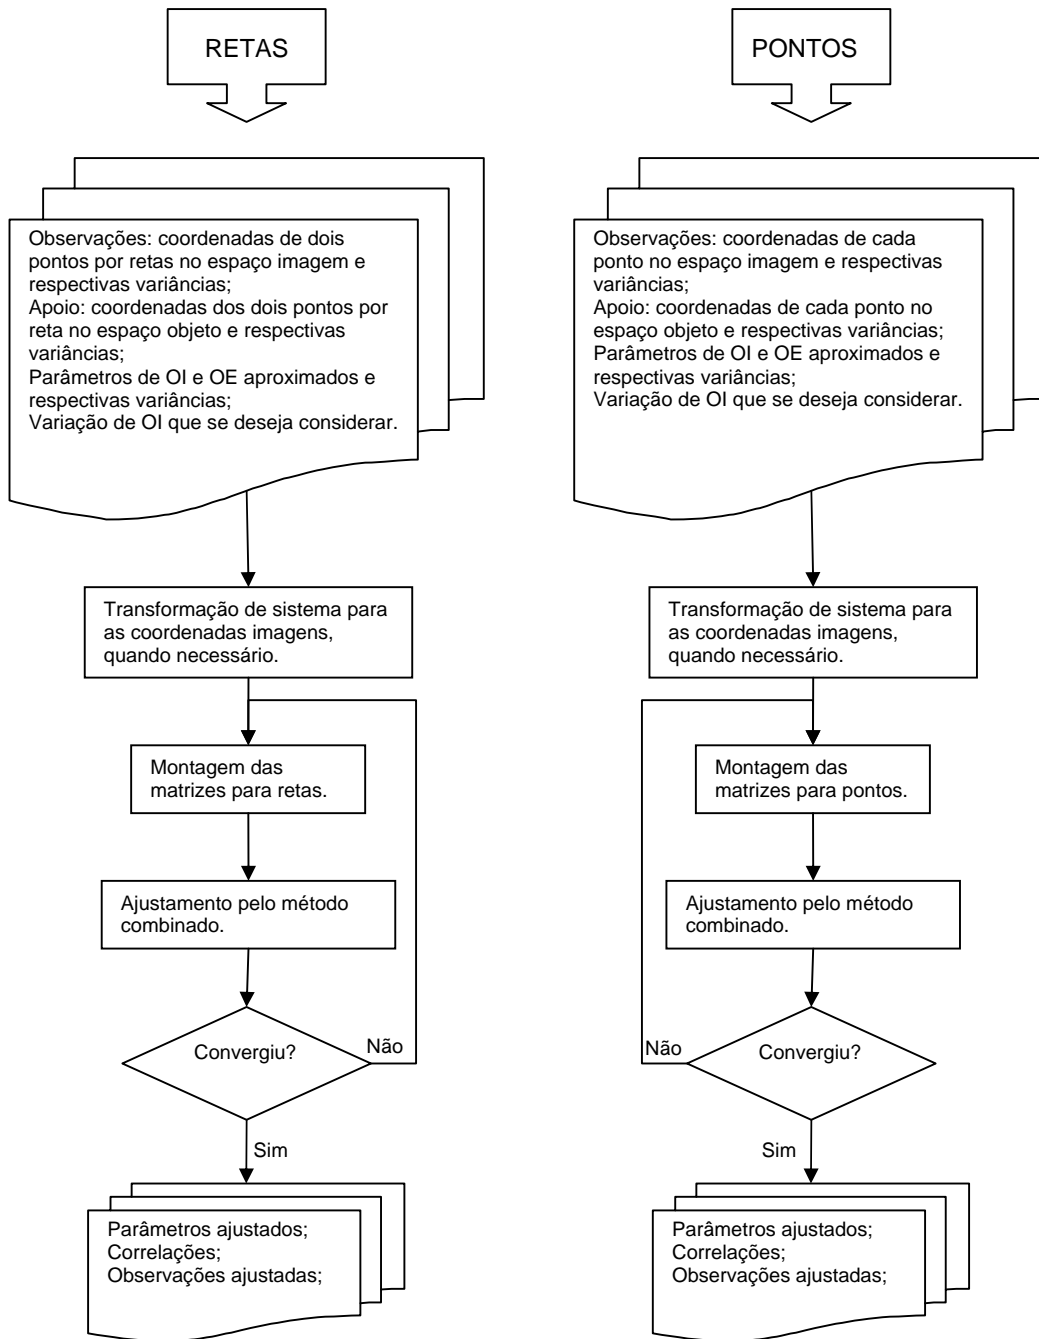 RETAS
Observações: coordenadas de dois
pontos por retas no espaço imagem e
respectivas variâncias;
Apoio: coordenadas dos dois pontos por
reta no espaço objeto e respectivas
variâncias;
Parâmetros de OI e OE aproximados e
respectivas variâncias;
Variação de OI que se deseja considerar.
Transformação de sistema para
as coordenadas imagens,
quando necessário.
Montagem das
matrizes para retas.
Ajustamento pelo método
combinado.
Convergiu?
Não
Sim
Parâmetros ajustados;
Correlações;
Observações ajustadas;
PONTOS
Observações: coordenadas de cada
ponto no espaço imagem e respectivas
variâncias;
Apoio: coordenadas de cada ponto no
espaço objeto e respectivas variâncias;
Parâmetros de OI e OE aproximados e
respectivas variâncias;
Variação de OI que se deseja considerar.
Transformação de sistema para
as coordenadas imagens,
quando necessário.
Montagem das
matrizes para pontos.
Ajustamento pelo método
combinado.
Não
Convergiu?
Sim
Parâmetros ajustados;
Correlações;
Observações ajustadas;